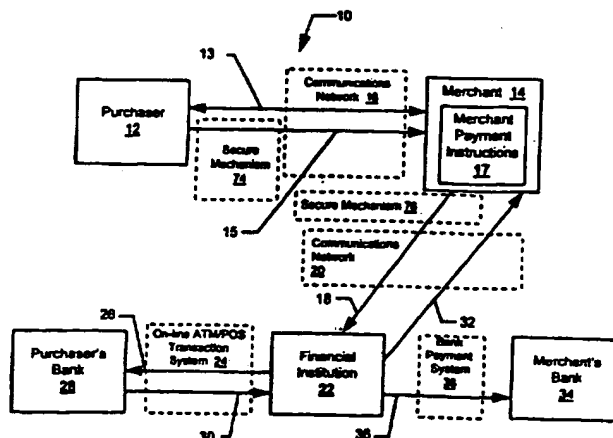 10
13
Purchaser
12
Communications
Network 16
Merchant 14
Merchant
Payment
Instructions
17
Secure
Mechanism
74
15
Secure Mechanism 76
Communications
Network
20
18
32
26
On-line ATM/POS
Transaction
System 24
Purchaser's
Bank
28
Financial
Institution
22
Bank
Payment
System
Merchant's
Bank
34
30
36